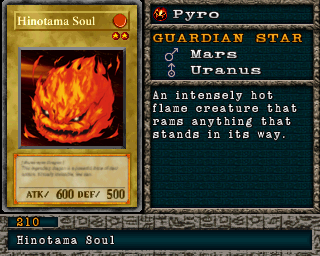 Hinotama Soul
ATK/ 600 DEF/ 500
Pyro
GUARDIAN STAR
Mars
Uranus
An intensely hot
flame creature that
rams anything that
stands in its way.
210
Hinotama Soul